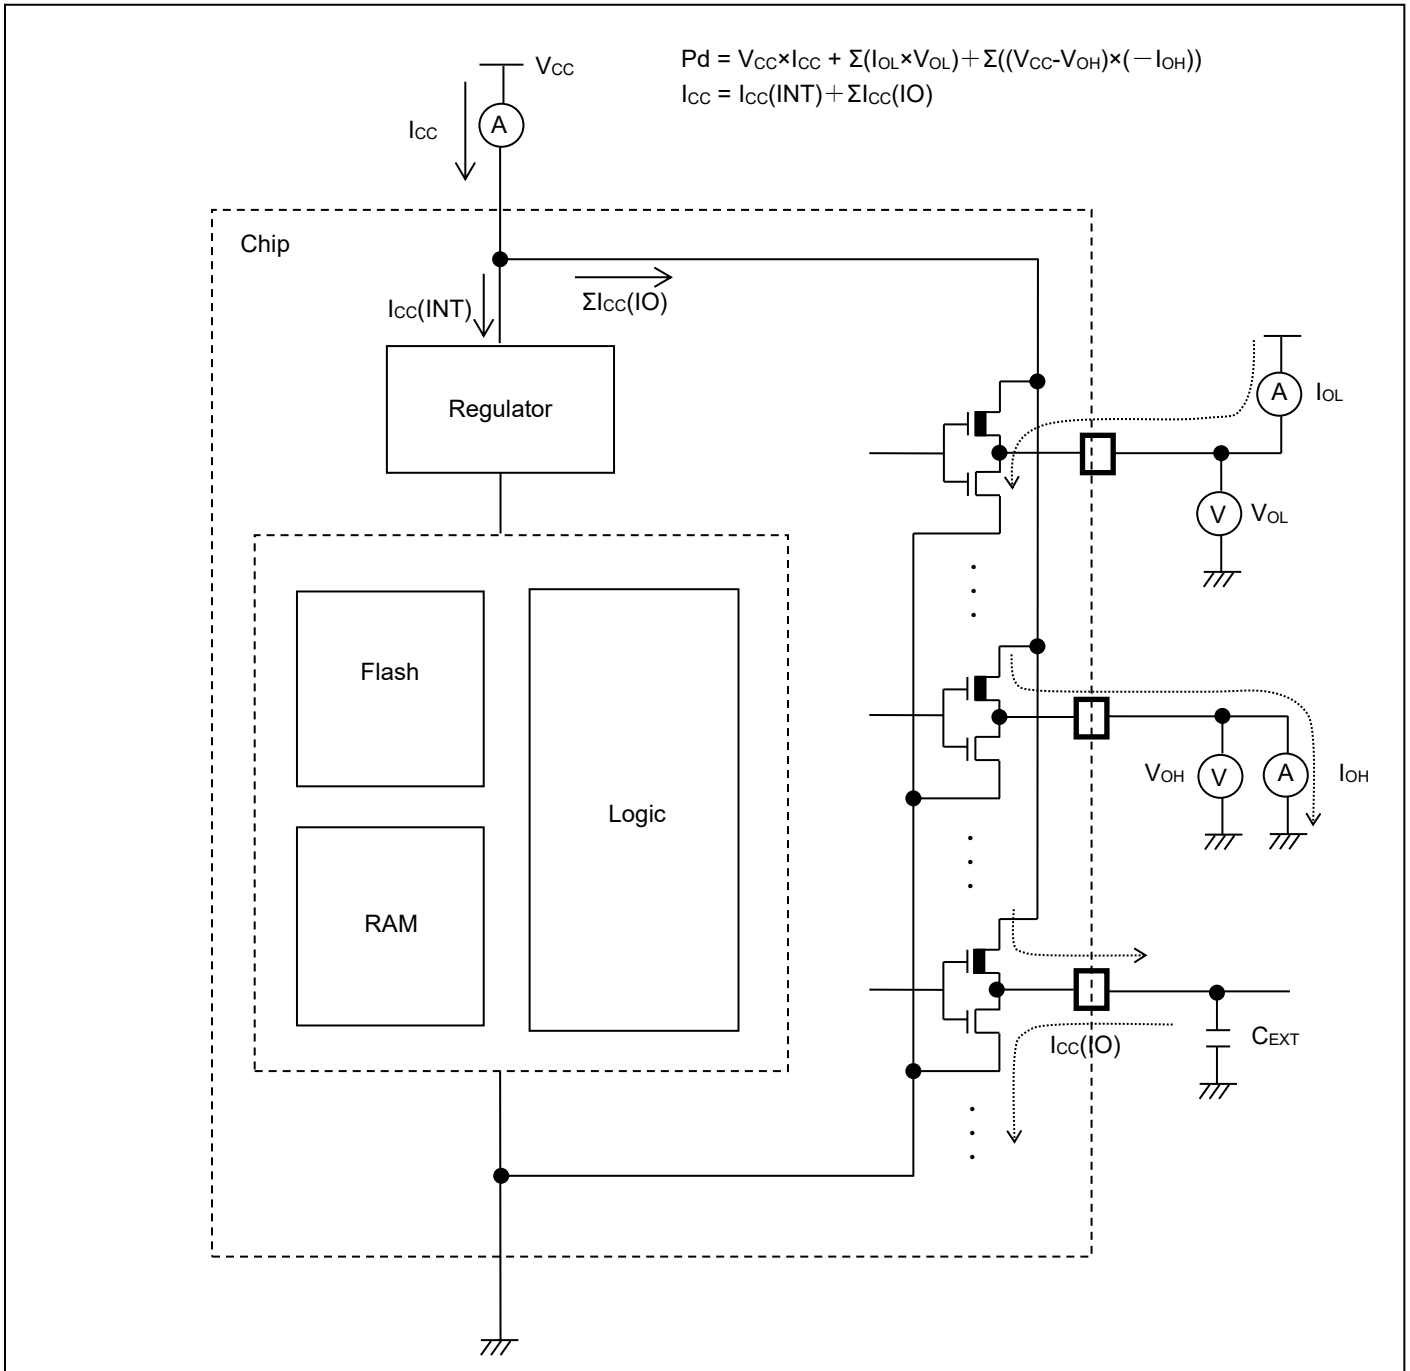 Pd = VCC×ICC + Σ(IOL×VOL)＋Σ((VCC-VOH)×(－IOH))
ICC = ICC(INT)＋ΣICC(IO)
VCC
A
ICC
Chip
ICC(INT)
ΣICC(IO)
Regulator
A
IOL
V
VOL
Flash
Logic
VOH
V
A
IOH
RAM
ICC(IO)
CEXT